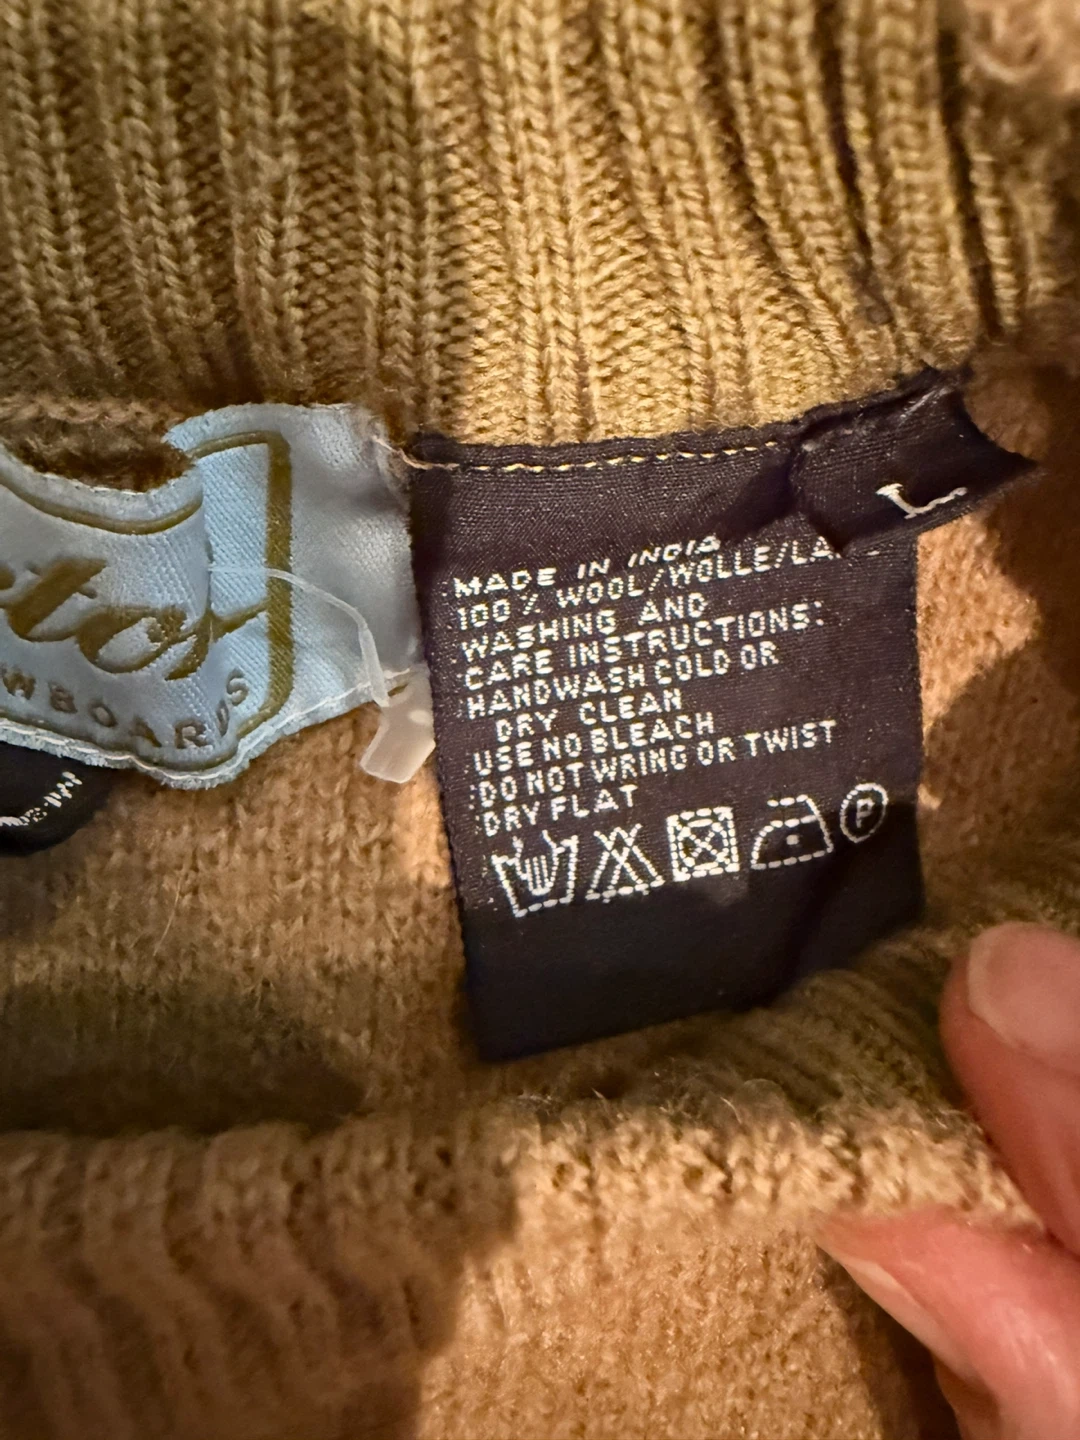 L
MADE IN INDIA
100% WOOL/WOLLE/LA
WASHING AND
CARE INSTRUCTIONS:
HANDWASH COLD OR
DRY CLEAN
USE NO BLEACH
DO NOT WRING OR TWIST
DRY FLAT
P
tos
WBOARDS